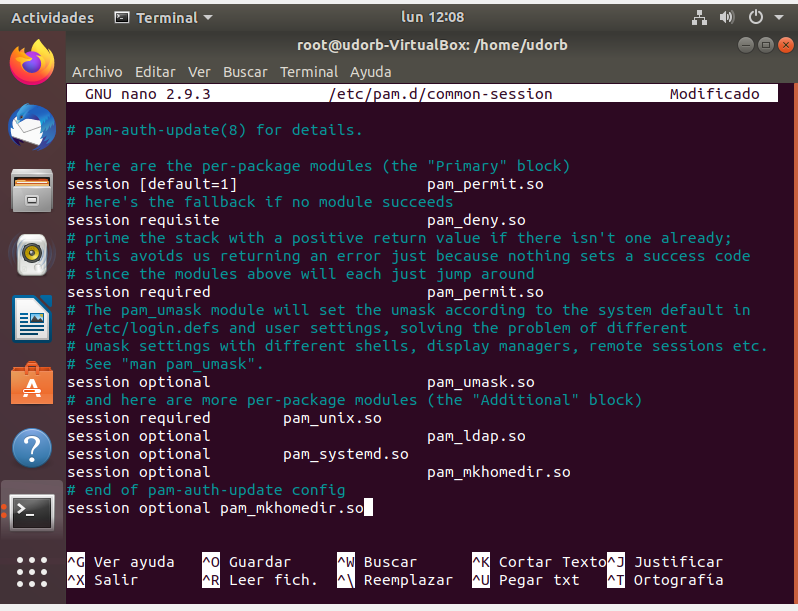 Actividades Terminal lun 12:08
root@udorb-VirtualBox: /home/udorb
Archivo Editar Ver Buscar Terminal Ayuda
GNU nano 2.9.3 /etc/pam.d/common-session Modificado
# pam-auth-update(8) for details.
# here are the per-package modules (the "Primary" block)
session [default=1] pam_permit.so
# here's the fallback if no module succeeds
session requisite pam_deny.so
# prime the stack with a positive return value if there isn't one already;
# this avoids us returning an error just because nothing sets a success code
# since the modules above will each just jump around
session required pam_permit.so
# The pam_umask module will set the umask according to the system default in
# /etc/login.defs and user settings, solving the problem of different
# umask settings with different shells, display managers, remote sessions etc.
# See "man pam_umask".
session optional pam_umask.so
# and here are more per-package modules (the "Additional" block)
session required pam_unix.so
session optional pam_ldap.so
session optional pam_systemd.so
session optional pam_mkhomedir.so
# end of pam-auth-update config
session optional pam_mkhomedir.so
^G Ver ayuda ^O Guardar ^W Buscar ^K Cortar Texto ^J Justificar
^X Salir ^R Leer fich. ^\ Reemplazar ^U Pegar txt ^T Ortografía